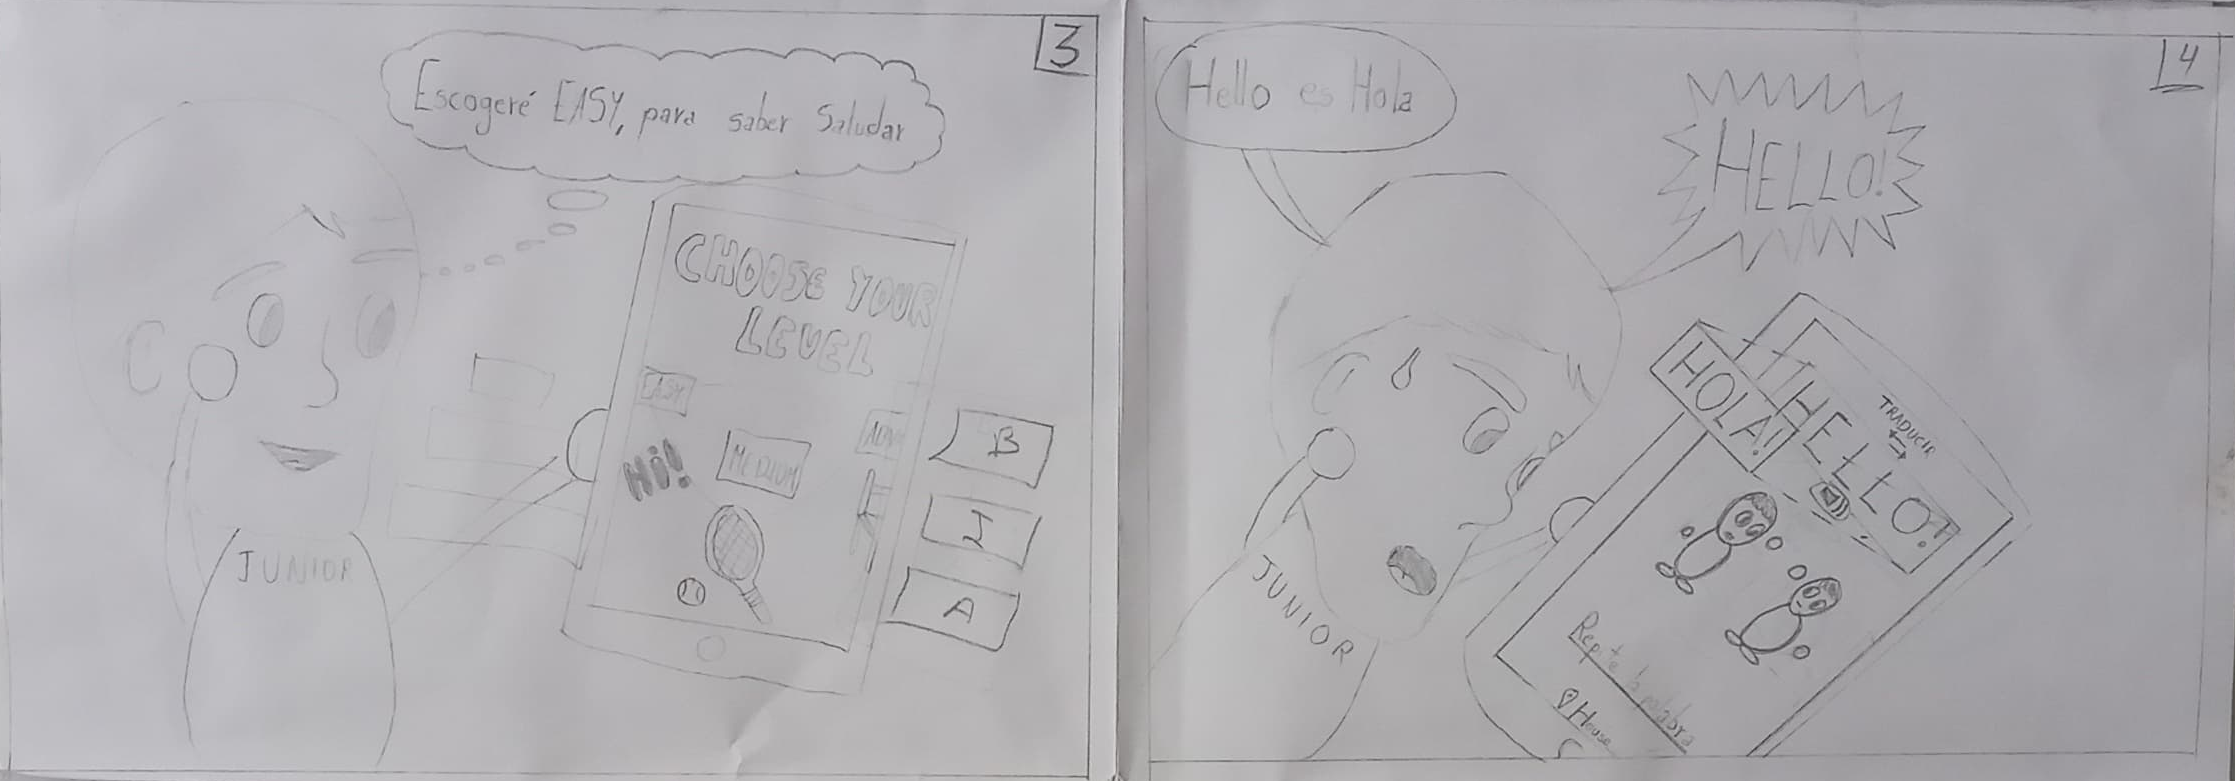 3
Escogeré EASY, para saber Saludar
CHOOSE YOUR
LEVEL
EASY
MEDIUM
Hi!
B
I
A
JUNIOR
4
Hello es Hola
HELLO!
TRADUCIR
HELLO!
HOLA!
Repite la palabra
House
JUNIOR